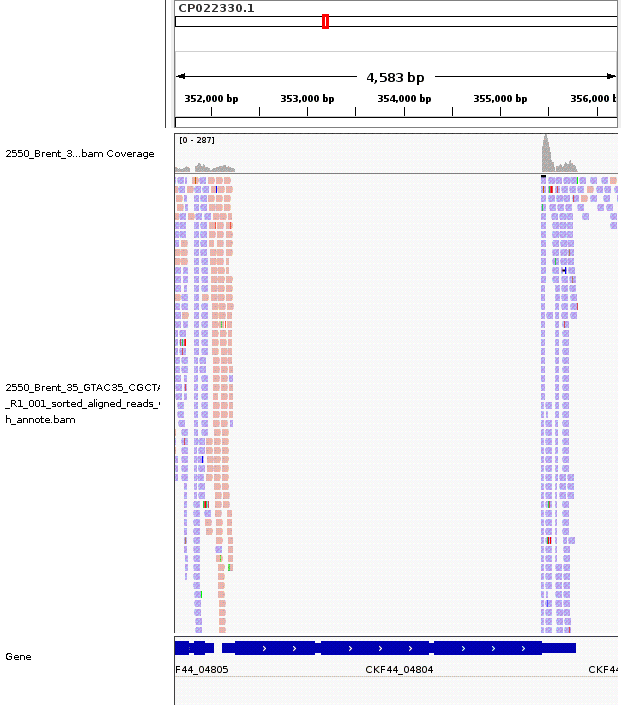 CP022330.1
4,583 bp
352,000 bp 353,000 bp 354,000 bp 355,000 bp 356,000 b
[0 - 287]
2550_Brent_3...bam Coverage
2550_Brent_35_GTAC35_CGCTA
_R1_001_sorted_aligned_reads_
h_annote.bam
Gene
F44_04805 CKF44_04804 CKF44